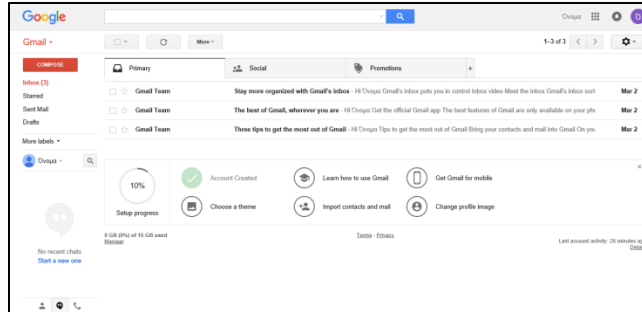 Google
Όνομα
D
Gmail
More
1–3 of 3
COMPOSE
Inbox (3)
Starred
Sent Mail
Drafts
More labels
Όνομα
Primary
Social
Promotions
+
Gmail Team Stay more organized with Gmail's inbox - Hi Όνομα Gmail's inbox puts you in control Inbox video Meet the inbox Gmail's inbox sort Mar 2
Gmail Team The best of Gmail, wherever you are - Hi Όνομα Get the official Gmail app The best features of Gmail are only available on your pho Mar 2
Gmail Team Three tips to get the most out of Gmail - Hi Όνομα Tips to get the most out of Gmail Bring your contacts and mail into Gmail On you Mar 2
10%
Setup progress
Account Created
Learn how to use Gmail
Get Gmail for mobile
Choose a theme
Import contacts and mail
Change profile image
0 GB (0%) of 15 GB used
Manage
Terms - Privacy
Last account activity: 20 minutes ag
Detai
No recent chats
Start a new one